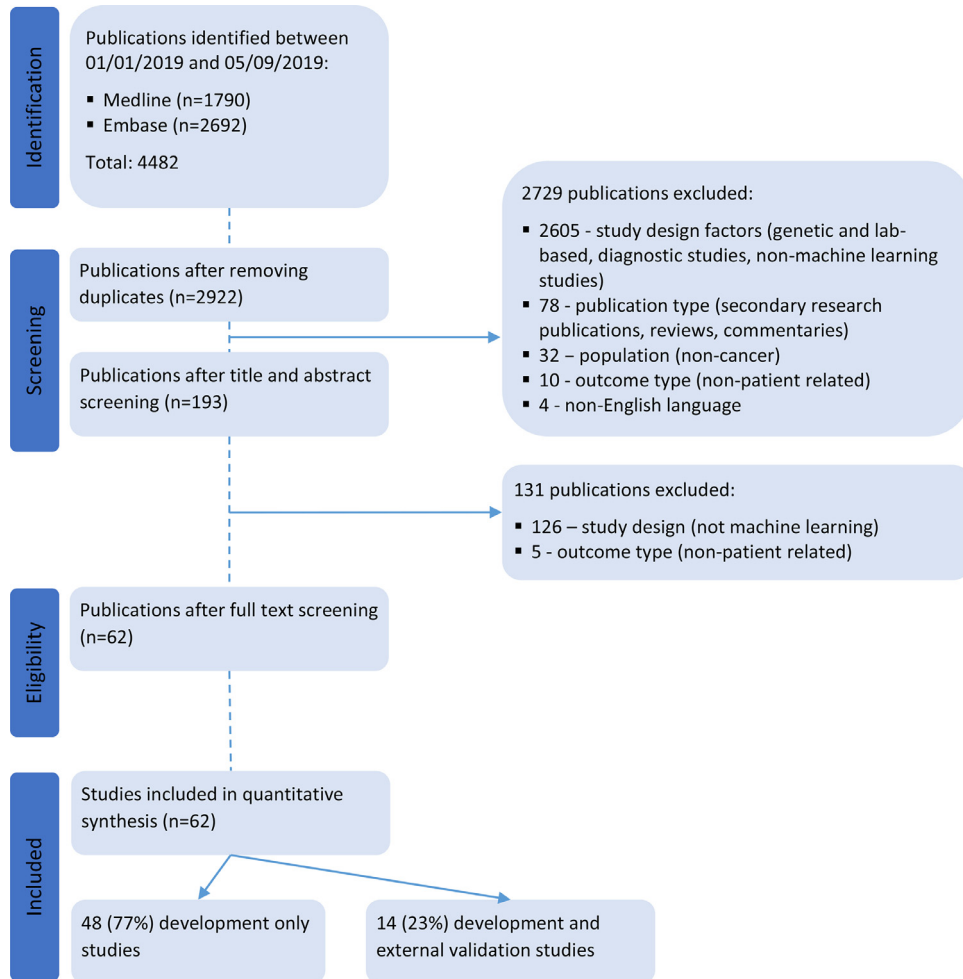 Identification
Publications identified between
01/01/2019 and 05/09/2019:
▪ Medline (n=1790)
▪ Embase (n=2692)
Total: 4482
Screening
Publications after removing
duplicates (n=2922)
2729 publications excluded:
▪ 2605 - study design factors (genetic and lab-
based, diagnostic studies, non-machine learning
studies)
▪ 78 - publication type (secondary research
publications, reviews, commentaries)
▪ 32 – population (non-cancer)
▪ 10 - outcome type (non-patient related)
▪ 4 - non-English language
Publications after title and abstract
screening (n=193)
131 publications excluded:
▪ 126 – study design (not machine learning)
▪ 5 - outcome type (non-patient related)
Eligibility
Publications after full text screening
(n=62)
Included
Studies included in quantitative
synthesis (n=62)
48 (77%) development only
studies
14 (23%) development and
external validation studies